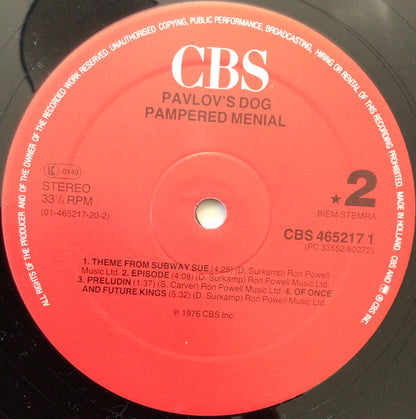 ALL RIGHTS OF THE PRODUCER AND OF THE OWNER OF THE RECORDED WORK RESERVED. UNAUTHORISED COPYING, PUBLIC PERFORMANCE, BROADCASTING, HIRING OR RENTAL OF THIS RECORDING PROHIBITED. MADE IN HOLLAND. CBS AND ARE ® CBS INC.
CBS
PAVLOV'S DOG
PAMPERED MENIAL
LC -0149
STEREO
33⅓ RPM
(01-465217-20-2)
★2
BIEM/STEMRA
CBS 465217 1
(PC 33552/80272)
1. THEME FROM SUBWAY SUE (4:25) (D. Surkamp) Ron Powell
Music Ltd. 2. EPISODE (4:08) (D. Surkamp) Ron Powell Music Ltd.
3. PRELUDIN (1:37) (S. Carver) Ron Powell Music Ltd. 4. OF ONCE
AND FUTURE KINGS (5:32) (D. Surkamp) Ron Powell Music Ltd.
℗ 1976 CBS Inc.